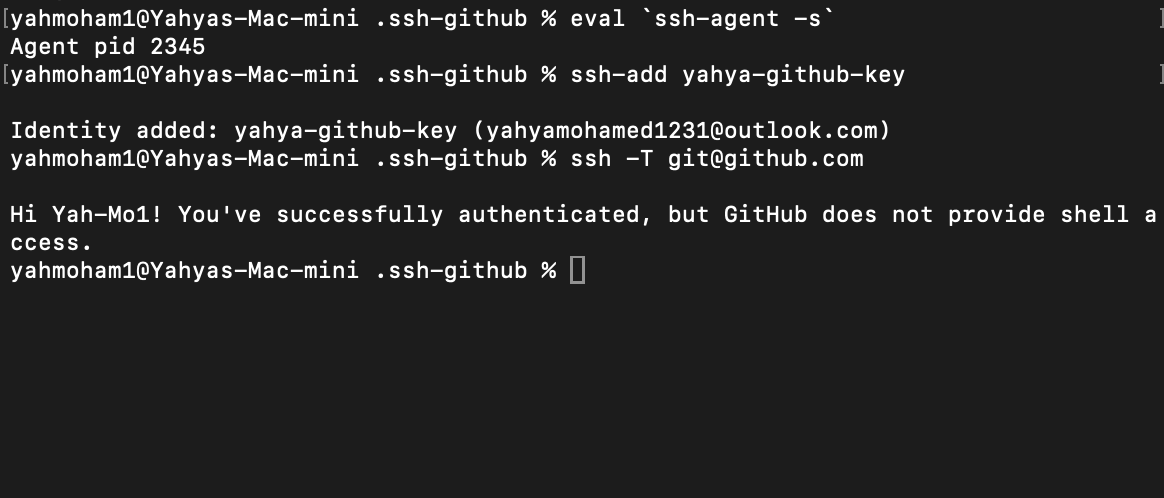 [yahmoham1@Yahyas-Mac-mini .ssh-github % eval `ssh-agent -s` ]
Agent pid 2345
[yahmoham1@Yahyas-Mac-mini .ssh-github % ssh-add yahya-github-key ]
Identity added: yahya-github-key (yahyamohamed1231@outlook.com)
yahmoham1@Yahyas-Mac-mini .ssh-github % ssh -T git@github.com
Hi Yah-Mo1! You've successfully authenticated, but GitHub does not provide shell a
ccess.
yahmoham1@Yahyas-Mac-mini .ssh-github %